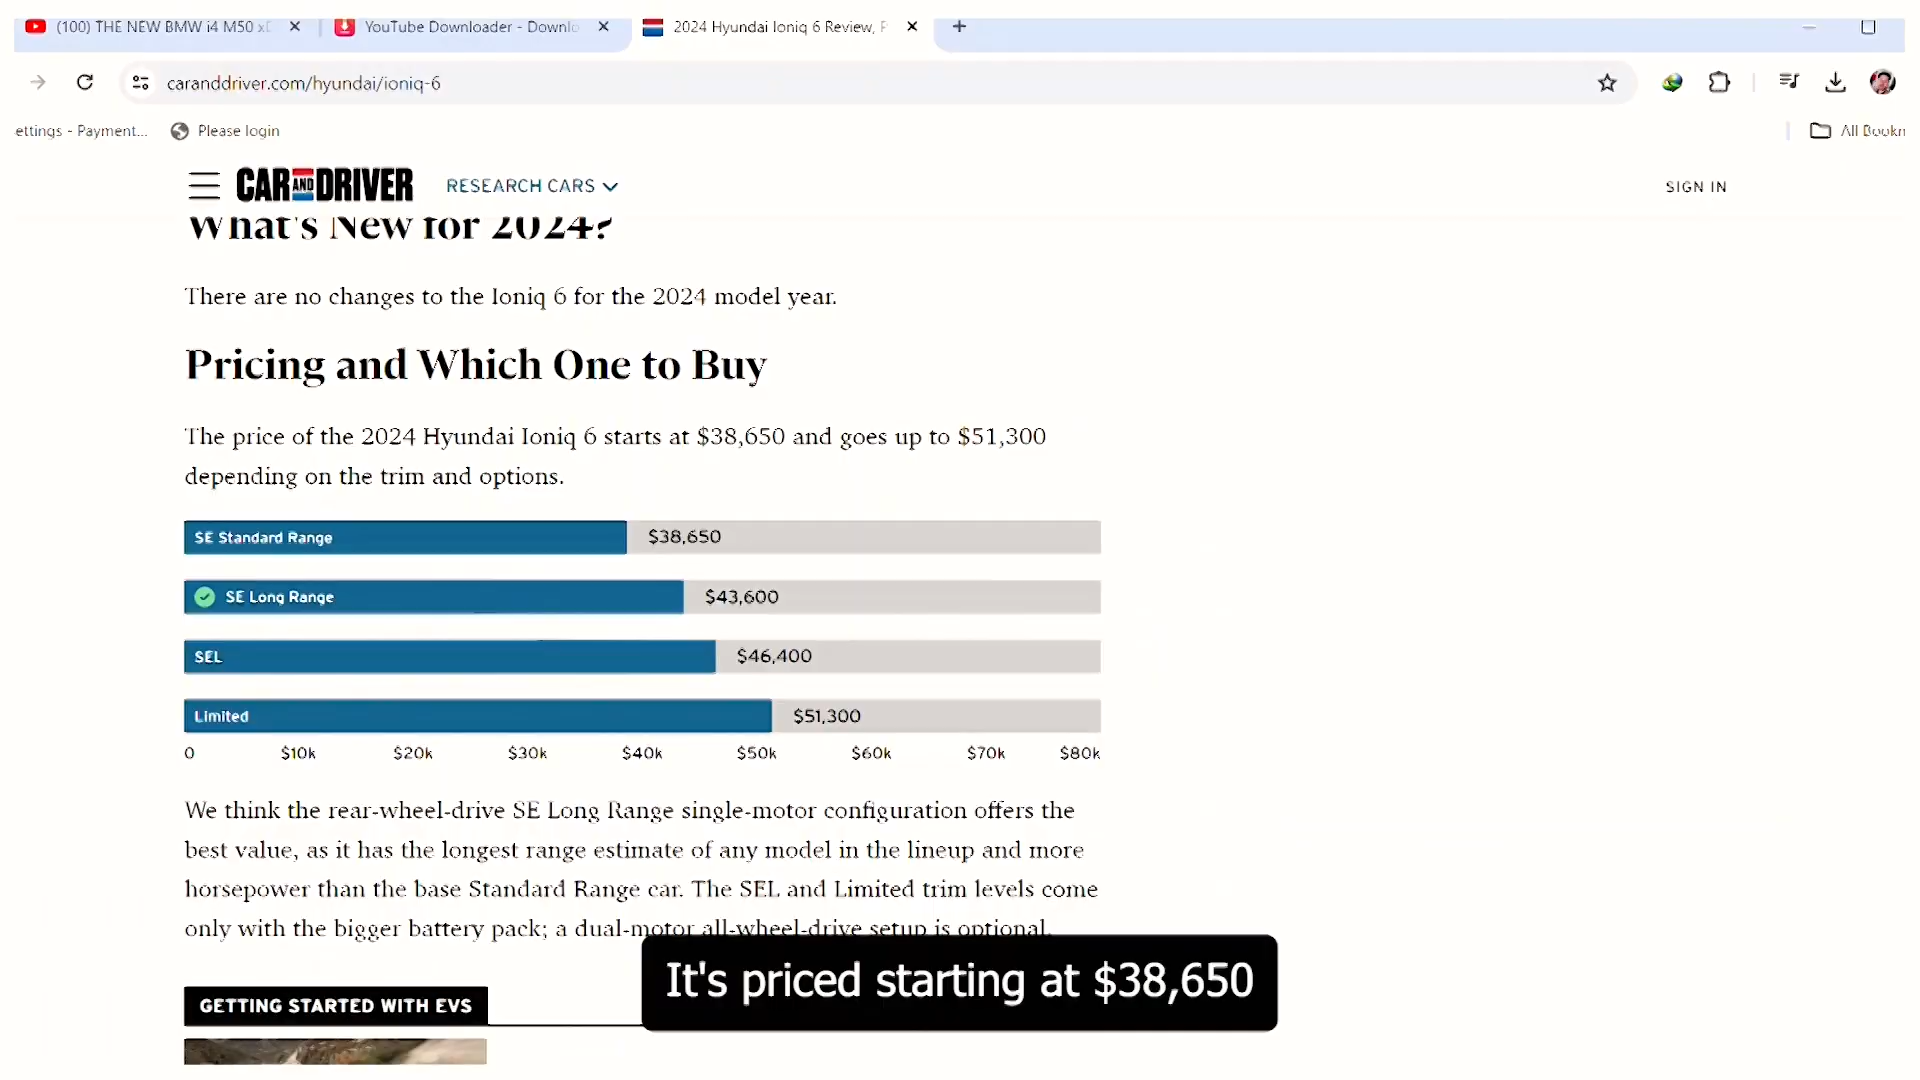 (100) THE NEW BMW i4 M50 xD
YouTube Downloader - Downlo
2024 Hyundai Ioniq 6 Review, P
caranddriver.com/hyundai/ioniq-6
ettings - Payment...
Please login
All Bookm
CAR AND DRIVER
RESEARCH CARS
SIGN IN
What's New for 2024?
There are no changes to the Ioniq 6 for the 2024 model year.
Pricing and Which One to Buy
The price of the 2024 Hyundai Ioniq 6 starts at $38,650 and goes up to $51,300
depending on the trim and options.
SE Standard Range $38,650
SE Long Range $43,600
SEL $46,400
Limited $51,300
0 $10k $20k $30k $40k $50k $60k $70k $80k
We think the rear-wheel-drive SE Long Range single-motor configuration offers the
best value, as it has the longest range estimate of any model in the lineup and more
horsepower than the base Standard Range car. The SEL and Limited trim levels come
only with the bigger battery pack; a dual-motor all-wheel-drive setup is optional.
It's priced starting at $38,650
GETTING STARTED WITH EVS